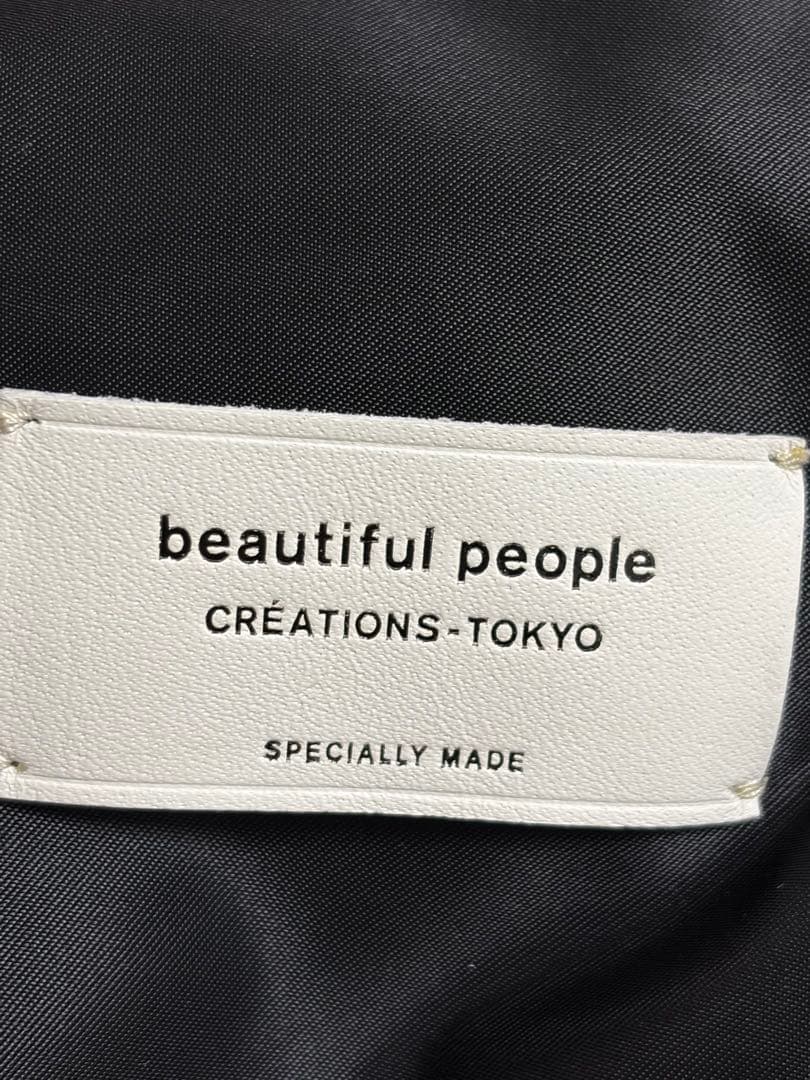 beautiful people
CRÉATIONS-TOKYO
SPECIALLY MADE